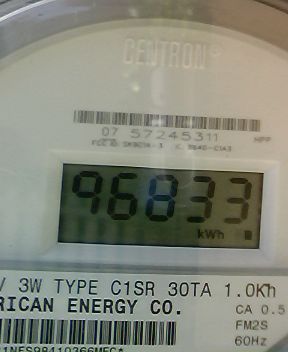 CENTRON®
07 57245311
HPP
96833
kWh
V 3W TYPE C1SR 30TA 1.0Kh
RICAN ENERGY CO.
CA 0.5
FM2S
60Hz